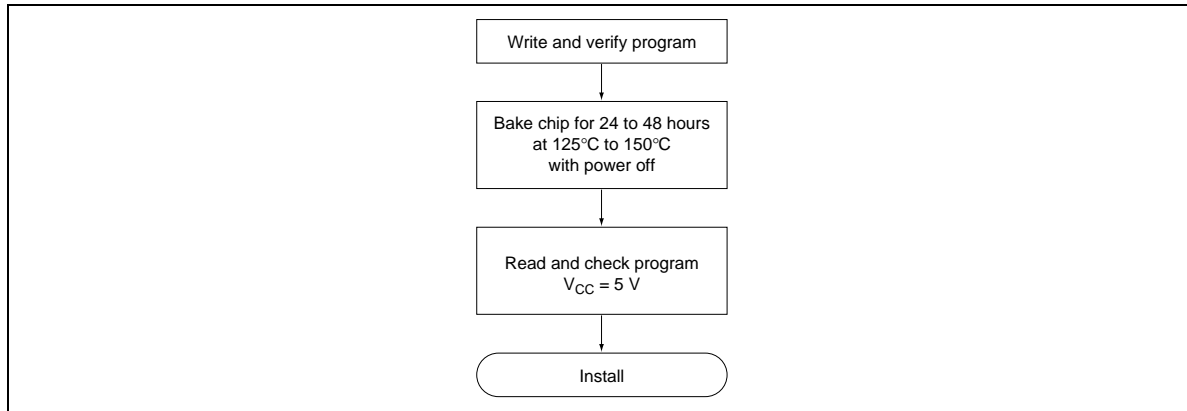 Write and verify program
Bake chip for 24 to 48 hours
at 125°C to 150°C
with power off
Read and check program
VCC = 5 V
Install